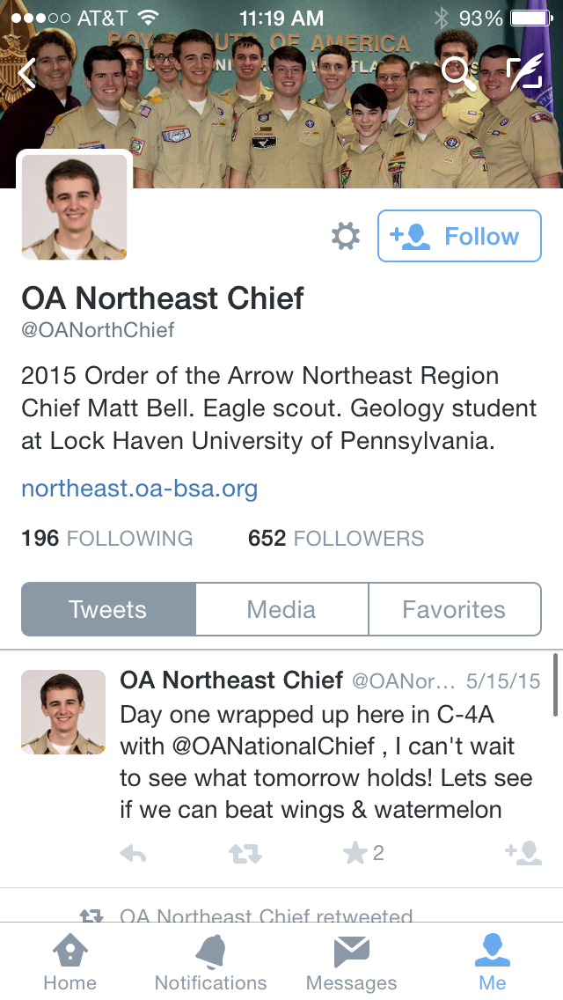 AT&T 11:19 AM 93%
BOY SCOUTS OF AMERICA
OA Northeast Chief
@OANorthChief
2015 Order of the Arrow Northeast Region
Chief Matt Bell. Eagle scout. Geology student
at Lock Haven University of Pennsylvania.
northeast.oa-bsa.org
196 FOLLOWING 652 FOLLOWERS
Follow
Tweets Media Favorites
OA Northeast Chief @OANor... 5/15/15
Day one wrapped up here in C-4A
with @OANationalChief , I can't wait
to see what tomorrow holds! Lets see
if we can beat wings & watermelon
2
OA Northeast Chief retweeted
Home Notifications Messages Me